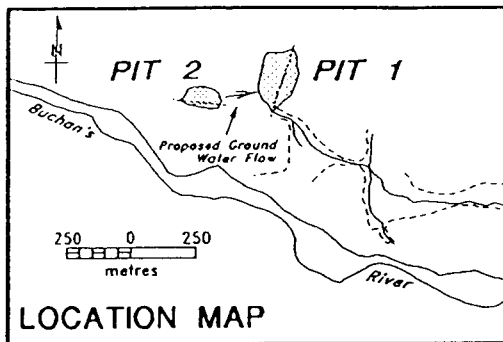 N
PIT 2
PIT 1
Buchan's
Proposed Ground
Water Flow
250 0 250
metres
River
LOCATION MAP